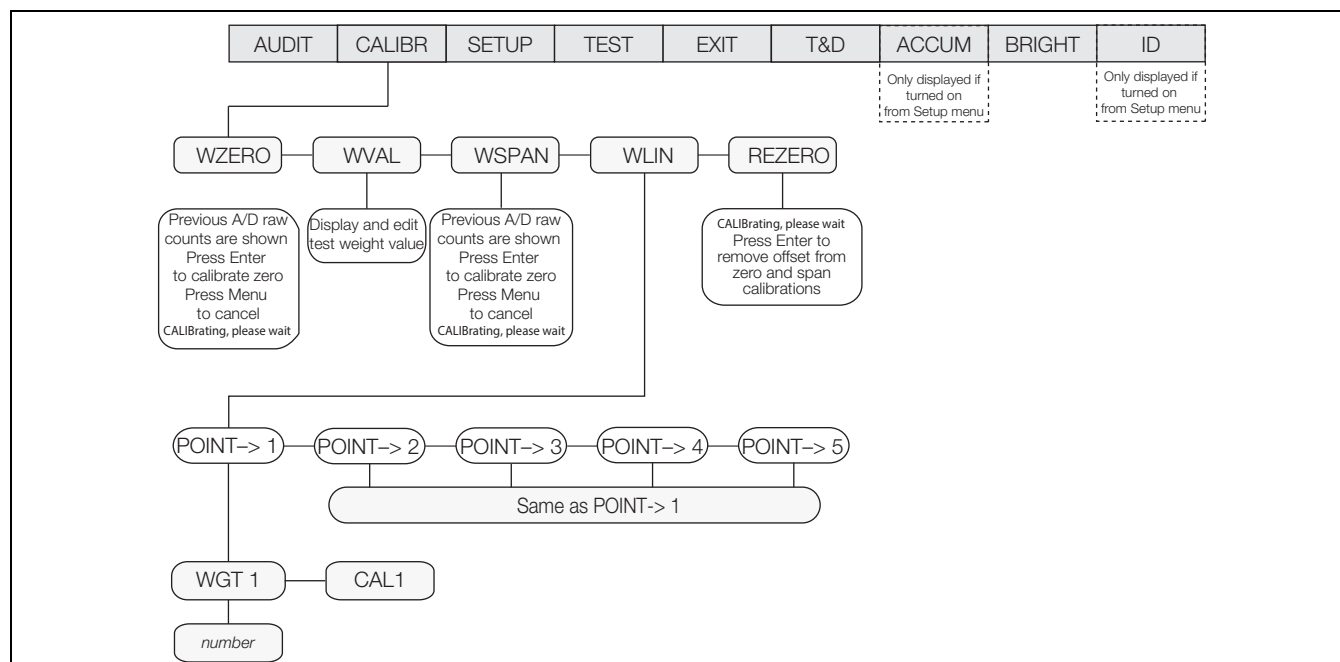 AUDIT CALIBR SETUP TEST EXIT T&D ACCUM BRIGHT ID
Only displayed if
turned on
from Setup menu
Only displayed if
turned on
from Setup menu
WZERO WVAL WSPAN WLIN REZERO
Previous A/D raw
counts are shown
Press Enter
to calibrate zero
Press Menu
to cancel
CALIBrating, please wait
Display and edit
test weight value
Previous A/D raw
counts are shown
Press Enter
to calibrate zero
Press Menu
to cancel
CALIBrating, please wait
CALIBrating, please wait
Press Enter to
remove offset from
zero and span
calibrations
POINT–> 1 POINT–> 2 POINT–> 3 POINT–> 4 POINT–> 5
Same as POINT-> 1
WGT 1 CAL1
number